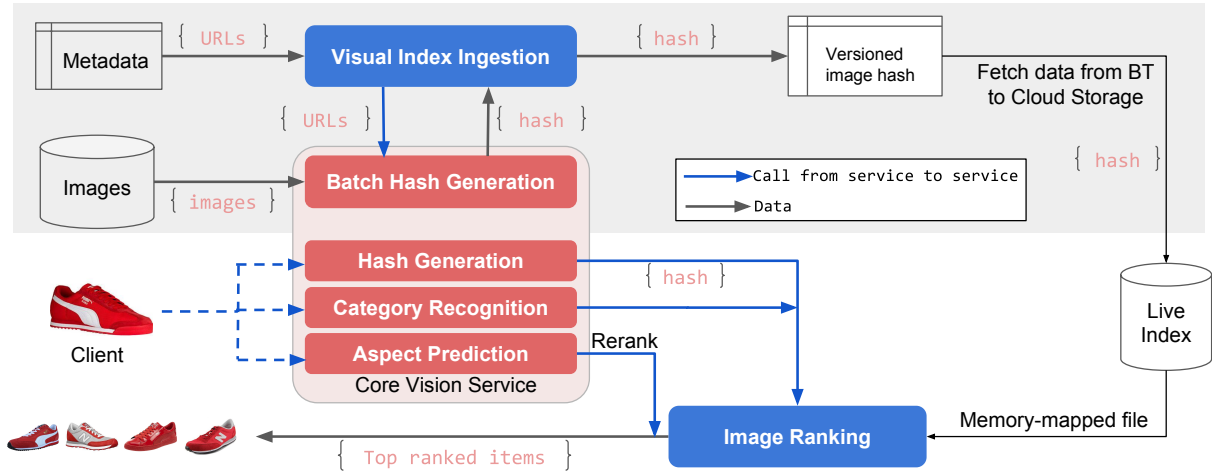 { URLs }
{ hash }
Metadata
Visual Index Ingestion
Versioned
image hash
Fetch data from BT
to Cloud Storage
{ URLs }
{ hash }
{ hash }
Images
{ images }
Batch Hash Generation
Call from service to service
Data
Hash Generation
{ hash }
Category Recognition
Client
Aspect Prediction
Rerank
Core Vision Service
Live
Index
Image Ranking
Memory-mapped file
{ Top ranked items }